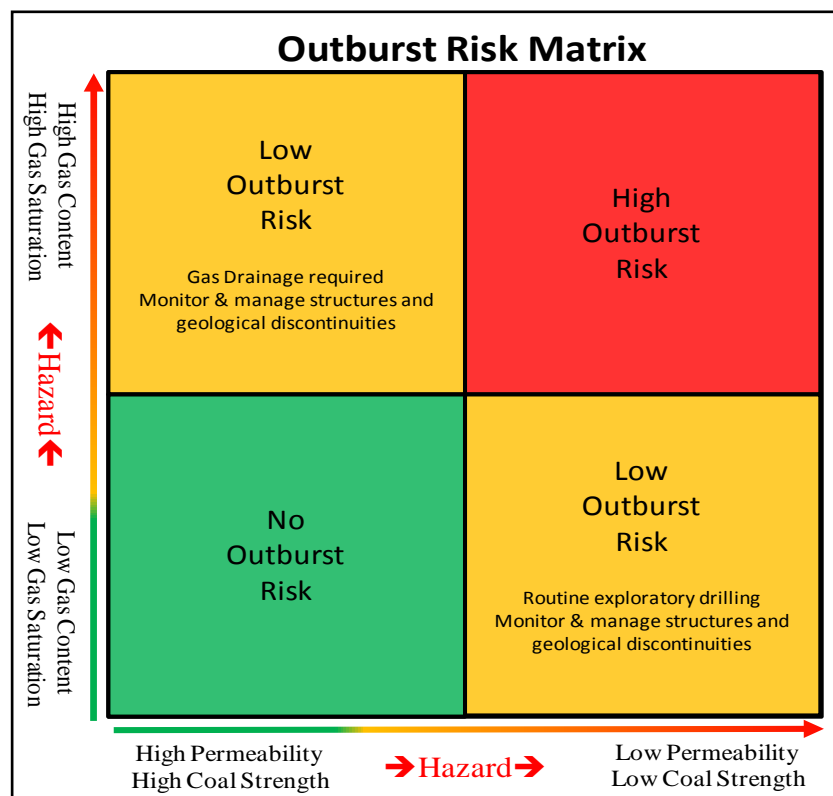 Outburst Risk Matrix
High Gas Content
High Gas Saturation
Hazard
Low Gas Content
Low Gas Saturation
Low
Outburst
Risk
Gas Drainage required
Monitor & manage structures and
geological discontinuities
High
Outburst
Risk
No
Outburst
Risk
Low
Outburst
Risk
Routine exploratory drilling
Monitor & manage structures and
geological discontinuities
High Permeability
High Coal Strength
→Hazard→
Low Permeability
Low Coal Strength